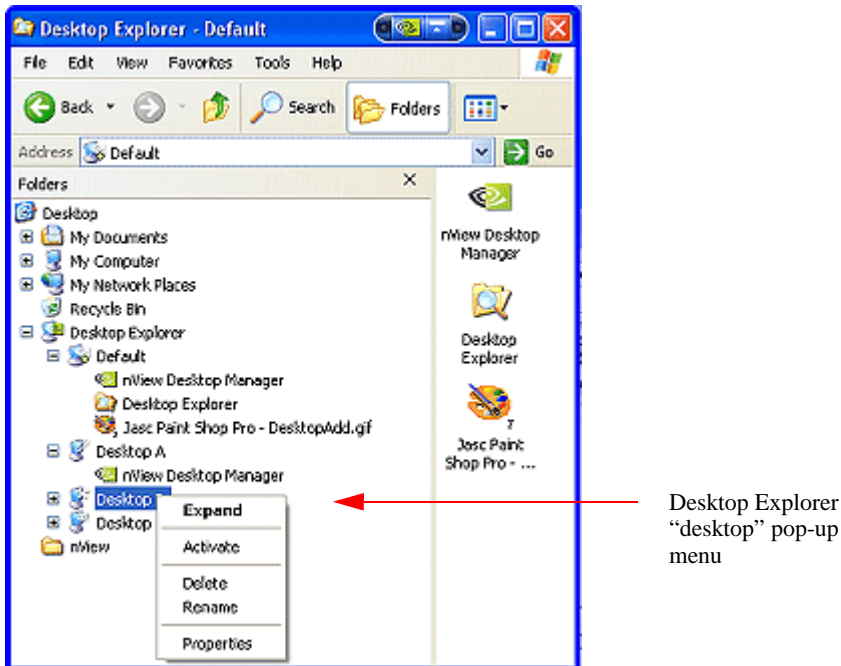 Desktop Explorer - Default
File Edit View Favorites Tools Help
Back Search Folders
Address Default Go
Folders
Desktop
My Documents
My Computer
My Network Places
Recycle Bin
Desktop Explorer
Default
nView Desktop Manager
Desktop Explorer
Jasc Paint Shop Pro - DesktopAdd.gif
Desktop A
nView Desktop Manager
Desktop
Desktop
nView
Expand
Activate
Delete
Rename
Properties
nView Desktop
Manager
Desktop
Explorer
Jasc Paint
Shop Pro - ...
Desktop Explorer
“desktop” pop-up
menu